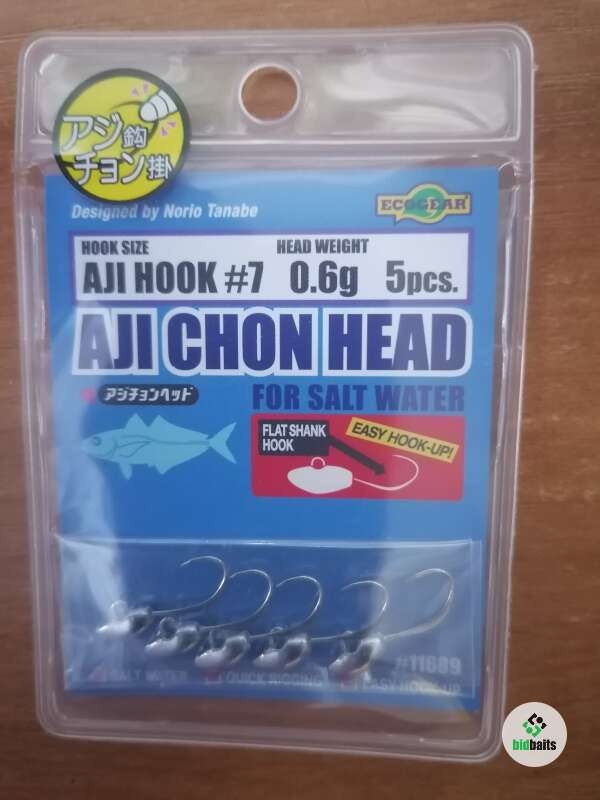 アジ鈎
チョン掛
Designed by Norio Tanabe
ECOGEAR
HOOK SIZE
HEAD WEIGHT
AJI HOOK #7 0.6g 5pcs.
AJI CHON HEAD
アジチョンヘッド
FOR SALT WATER
FLAT SHANK
HOOK
EASY HOOK-UP!
#11689
SALT WATER
QUICK RIGGING
EASY HOOK-UP
bidbaits